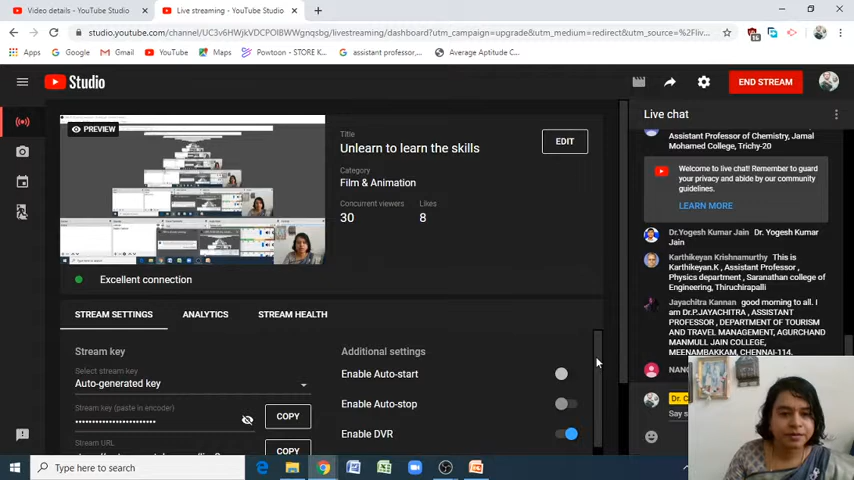 Video details - YouTube Studio
Live streaming - YouTube Studio
studio.youtube.com/channel/UC3v6HWjkVDCPOIBWWgnqsbg/livestreaming/dashboard?utm_campaign=upgrade&utm_medium=redirect&utm_source=%2Fliv...
Apps
Google
Gmail
YouTube
Maps
Powtoon - STORE K...
assistant professor,...
Average Aptitude C...
Studio
END STREAM
PREVIEW
Title
Unlearn to learn the skills
EDIT
Category
Film & Animation
Concurrent viewers
Likes
30
8
Excellent connection
STREAM SETTINGS
ANALYTICS
STREAM HEALTH
Stream key
Select stream key
Auto-generated key
Stream key (paste in encoder)
COPY
Stream URL
COPY
Additional settings
Enable Auto-start
Enable Auto-stop
Enable DVR
Live chat
Assistant Professor of Chemistry, Jamal
Mohamed College, Trichy-20
Welcome to live chat! Remember to
guard your privacy and abide by our community
guidelines.
LEARN MORE
Dr.Yogesh Kumar Jain Dr. Yogesh Kumar
Jain
Karthikeyan Krishnamurthy This is
Karthikeyan.K , Assistant Professor ,
Physics department , Saranathan college
of Engineering, Thiruchirappalli
Jayachitra Kannan good morning to all. I
am Dr.P.JAYACHITRA , ASSISTANT
PROFESSOR , DEPARTMENT OF TOURISM
AND TRAVEL MANAGEMENT, AGURCHAND
MANMULL JAIN COLLEGE,
MEENAMBAKKAM, CHENNAI-114.
Type here to search